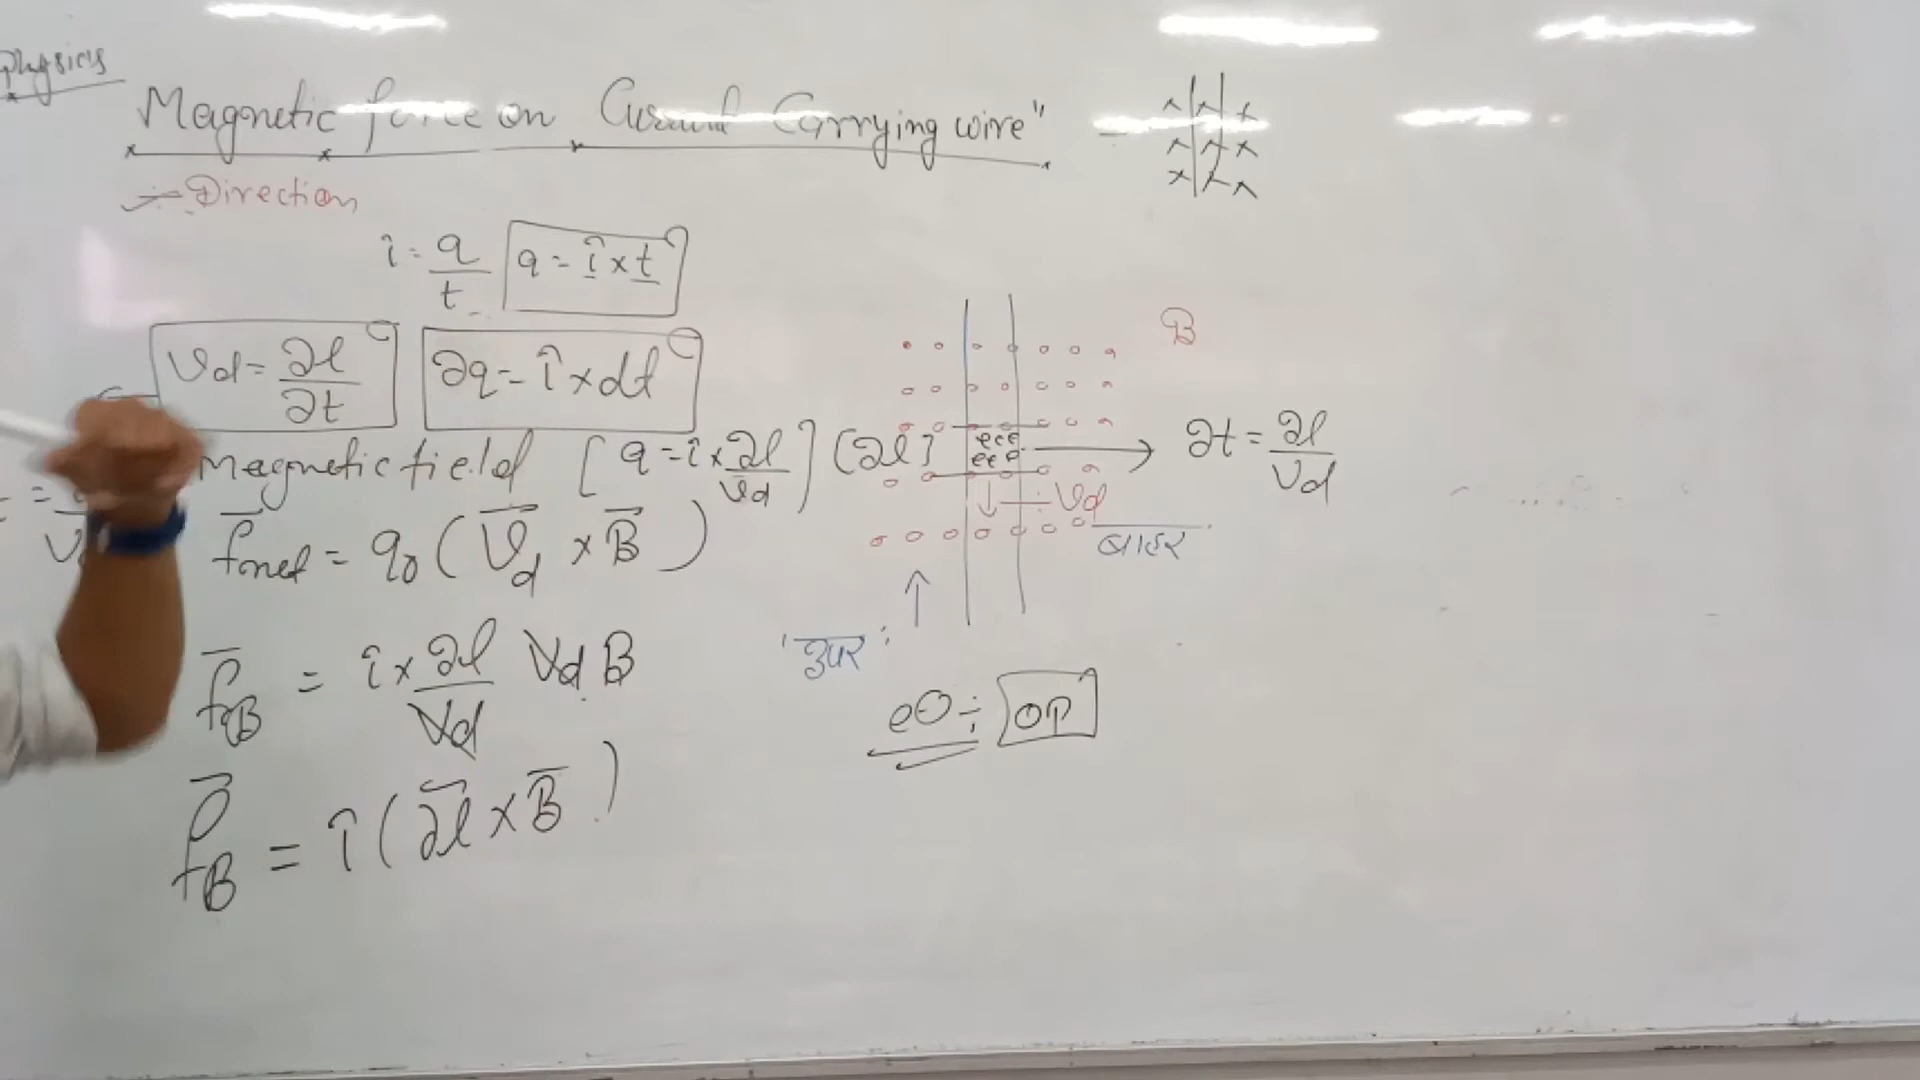 Physics
Magnetic force on Current Carrying wire"
Direction
i = q/t q = i × t
Vd = ∂l/∂t ∂q = i × dt
B
Magnetic field [q = i × ∂l/Vd] (∂l) ∂t = ∂l/Vd
Vd
fnet = q0 (Vd × B)
बाहर
'उपर'
fB = i × ∂l/Vd Vd B
e⊖ ÷ OP
fB = i (∂l × B)